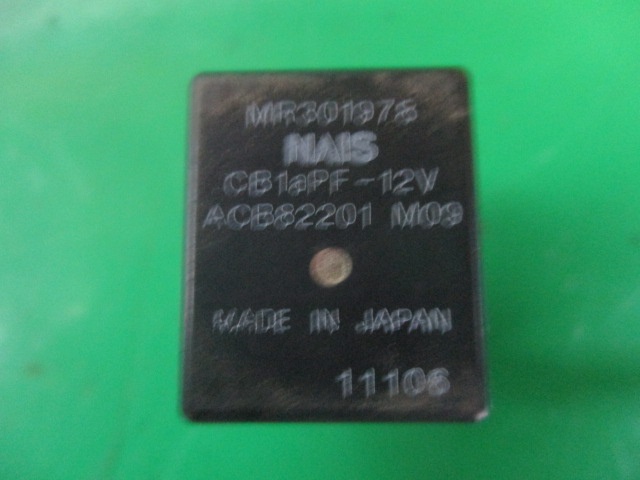 MR301978
NAIS
CB1aPF-12V
ACB82201 M09
MADE IN JAPAN
11106